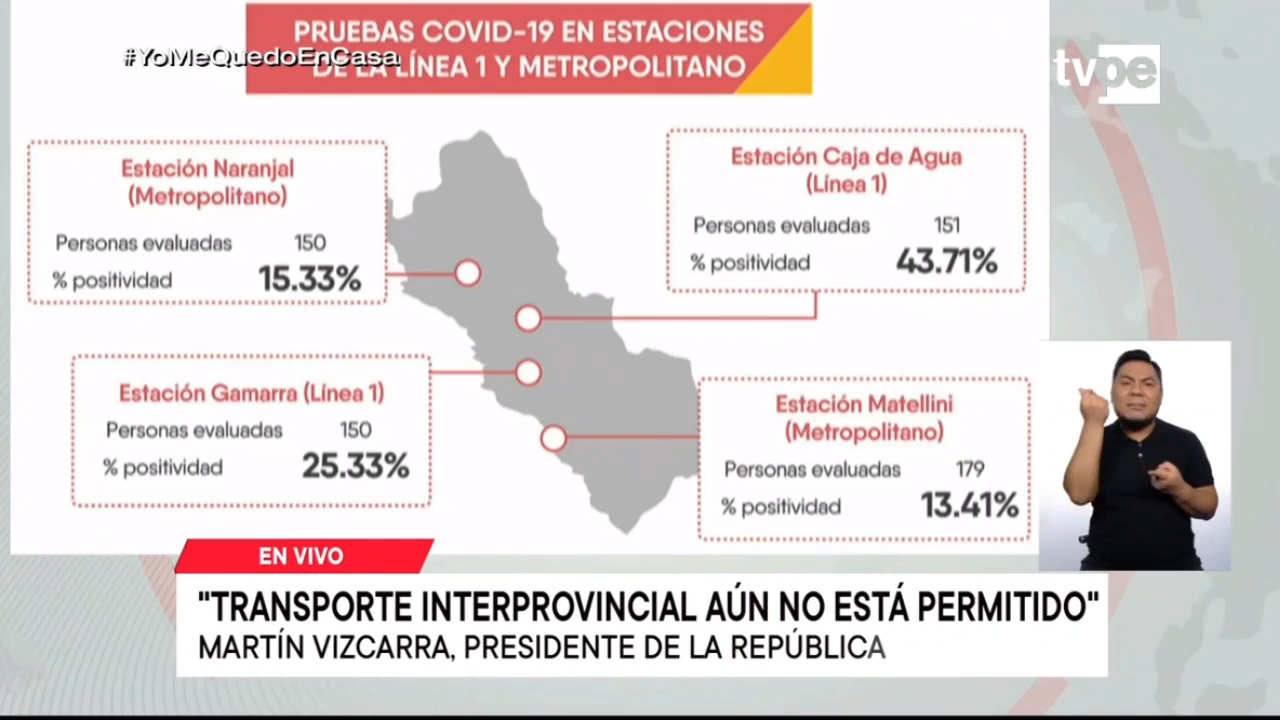 PRUEBAS COVID-19 EN ESTACIONES
DE LA LÍNEA 1 Y METROPOLITANO
#YoMeQuedoEnCasa
tvpe
Estación Naranjal
(Metropolitano)
Personas evaluadas 150
% positividad 15.33%
Estación Caja de Agua
(Línea 1)
Personas evaluadas 151
% positividad 43.71%
Estación Gamarra (Línea 1)
Personas evaluadas 150
% positividad 25.33%
Estación Matellini
(Metropolitano)
Personas evaluadas 179
% positividad 13.41%
EN VIVO
"TRANSPORTE INTERPROVINCIAL AÚN NO ESTÁ PERMITIDO"
MARTÍN VIZCARRA, PRESIDENTE DE LA REPÚBLICA